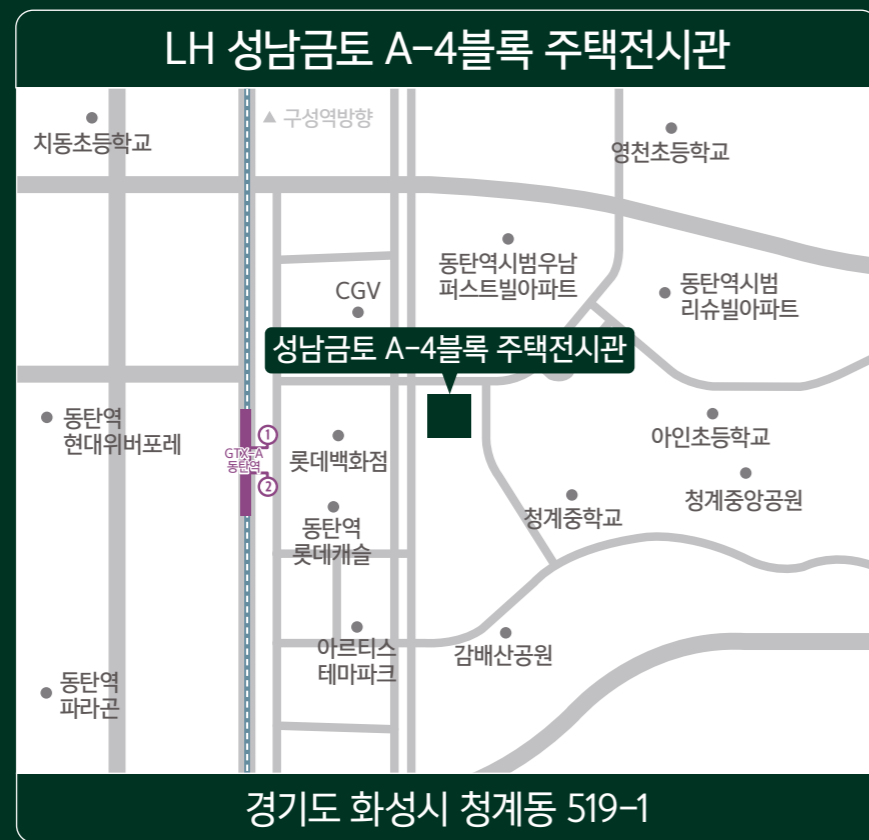 LH 성남금토 A-4블록 주택전시관
▲ 구성역방향
치동초등학교
영천초등학교
동탄역시범우남
퍼스트빌아파트
동탄역시범
리슈빌아파트
CGV
성남금토 A-4블록 주택전시관
동탄역
현대위버포레
GTX-A
동탄역
1
2
롯데백화점
아인초등학교
청계중앙공원
청계중학교
동탄역
롯데캐슬
아르티스
테마파크
감배산공원
동탄역
파라곤
경기도 화성시 청계동 519-1